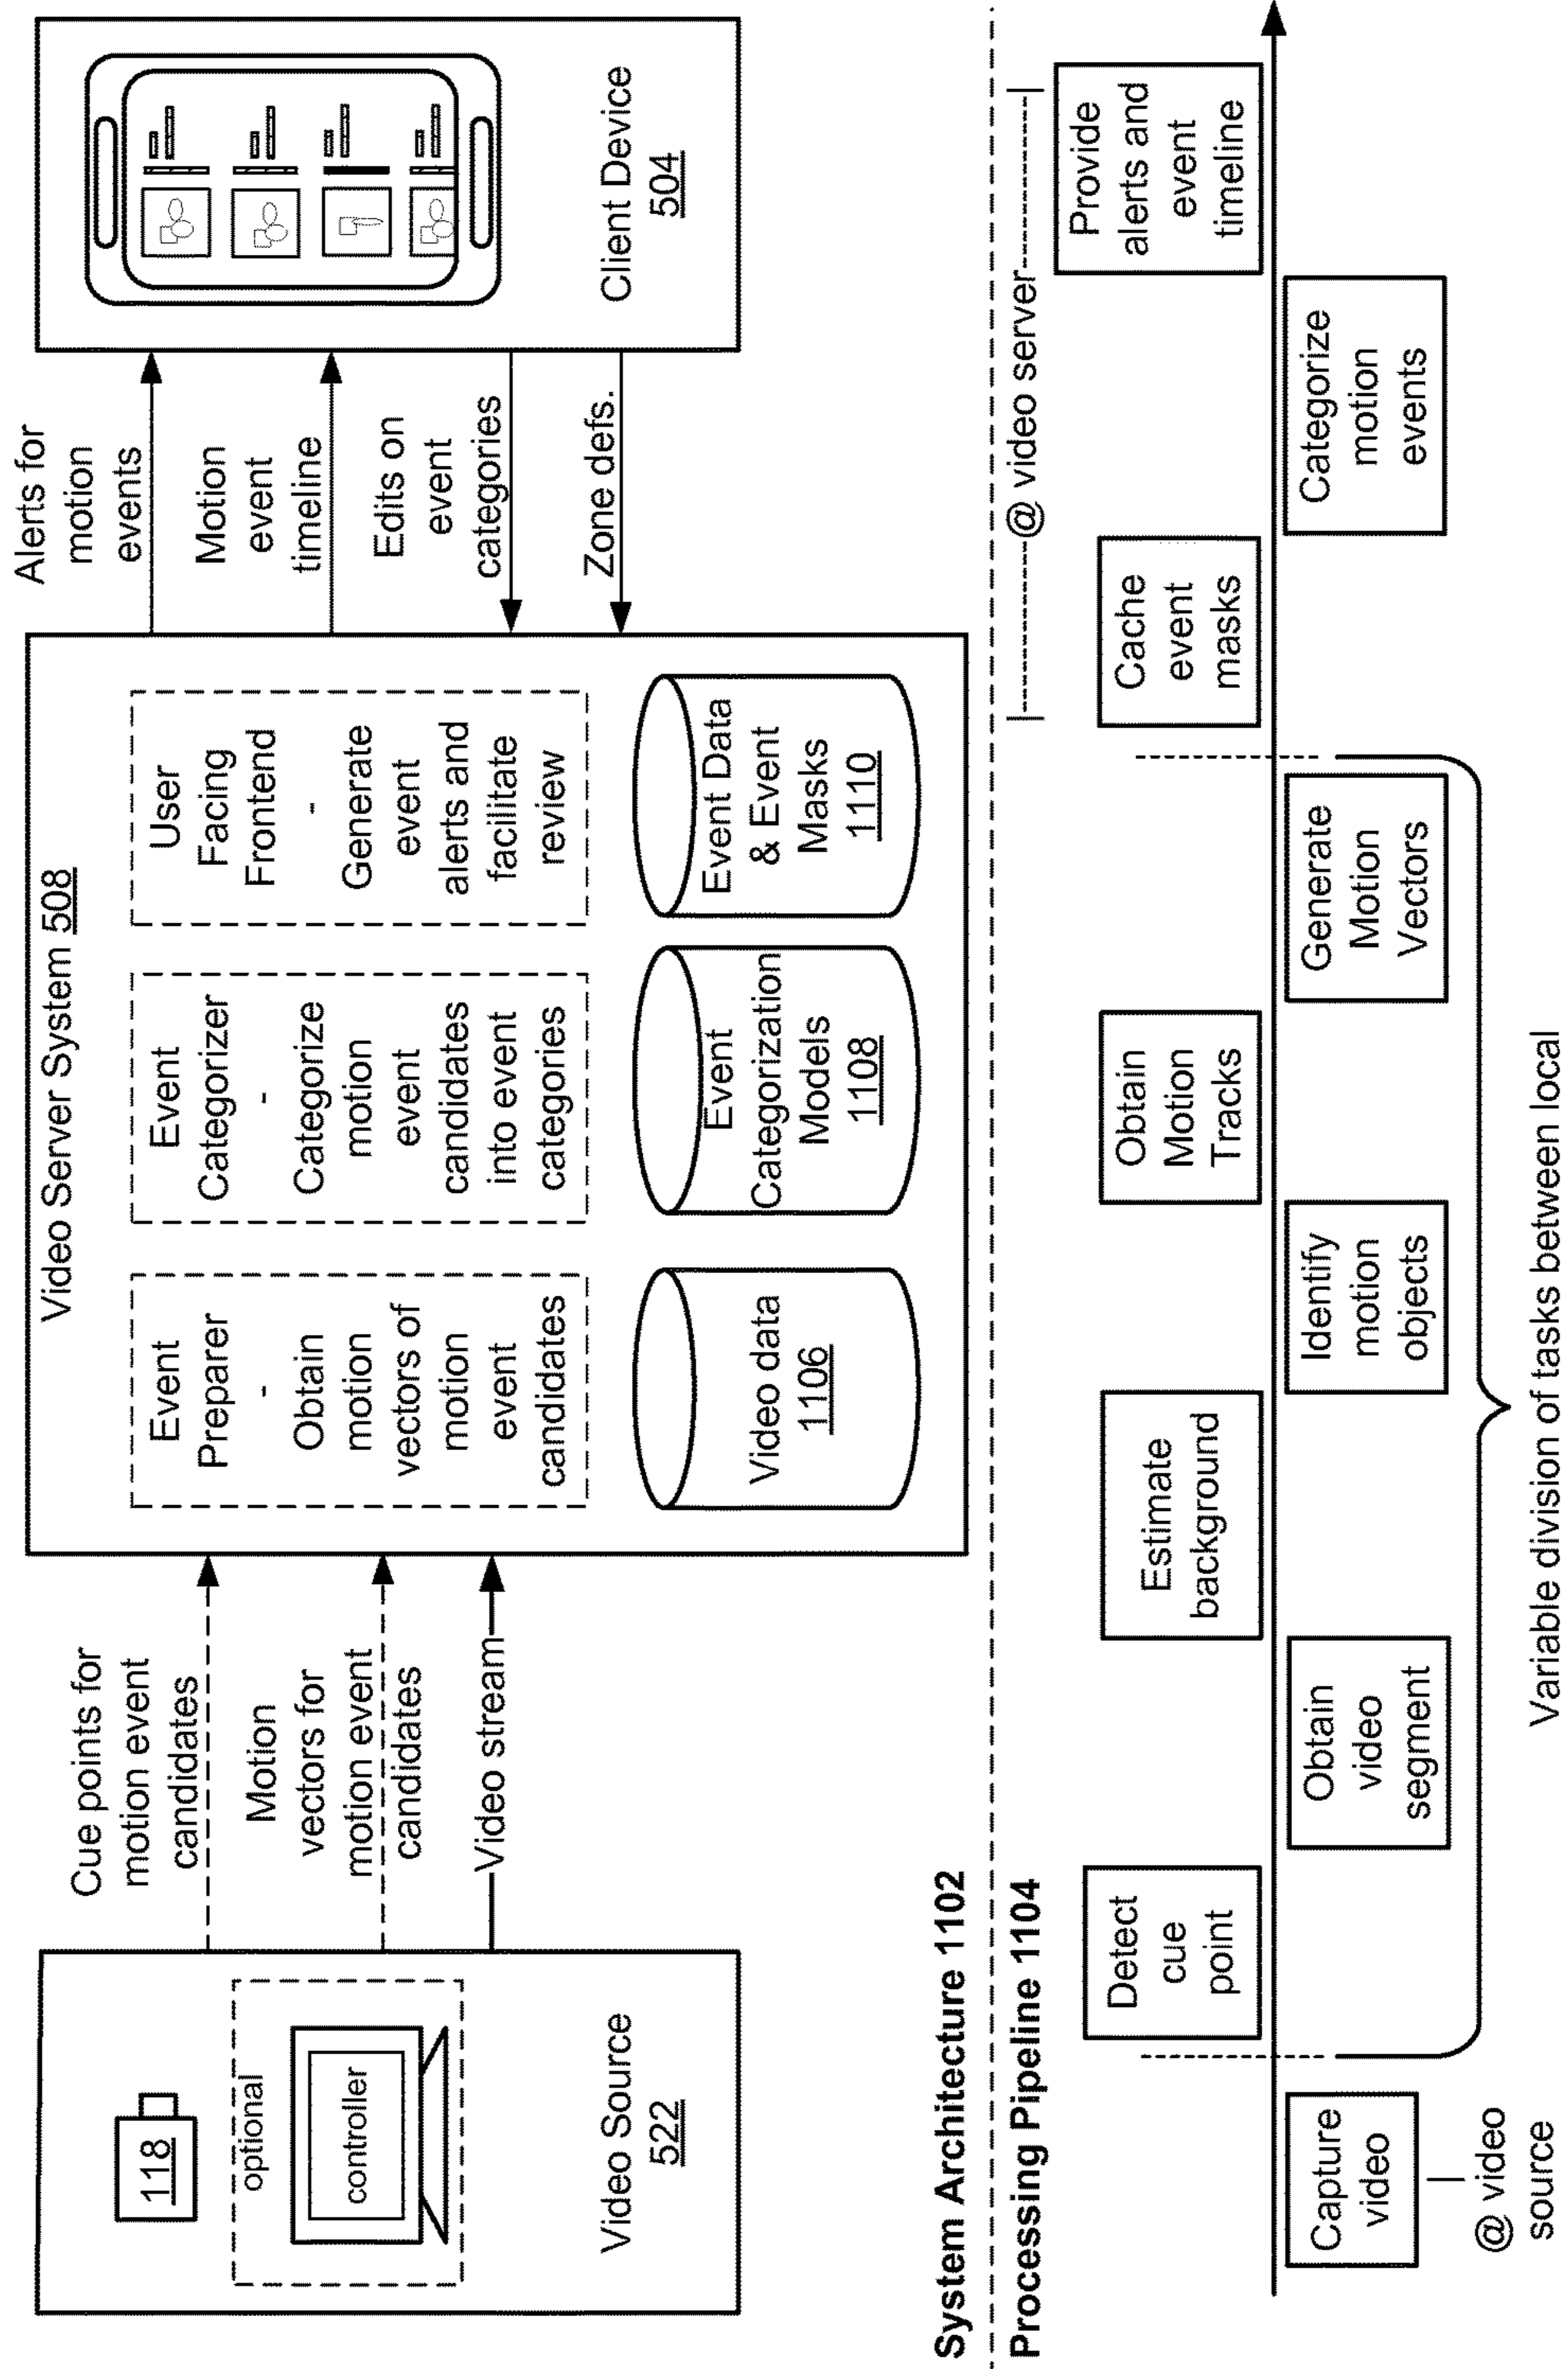 118
optional
controller
Video Source
522
Cue points for
motion event
candidates
Motion
vectors for
motion event
candidates
Video stream
Video Server System 508
Event
Preparer
-
Obtain
motion
vectors of
motion
event
candidates
Event
Categorizer
-
Categorize
motion
event
candidates
into event
categories
User
Facing
Frontend
-
Generate
event
alerts and
facilitate
review
Video data
1106
Event
Categorization
Models
1108
Event Data
& Event
Masks
1110
Alerts for
motion
events
Motion
event
timeline
Edits on
event
categories
Zone defs.
Client Device
504
System Architecture 1102
Processing Pipeline 1104
@ video server
Capture
video
@ video
source
Detect
cue
point
Obtain
video
segment
Estimate
background
Identify
motion
objects
Obtain
Motion
Tracks
Generate
Motion
Vectors
Cache
event
masks
Categorize
motion
events
Provide
alerts and
event
timeline
Variable division of tasks between local